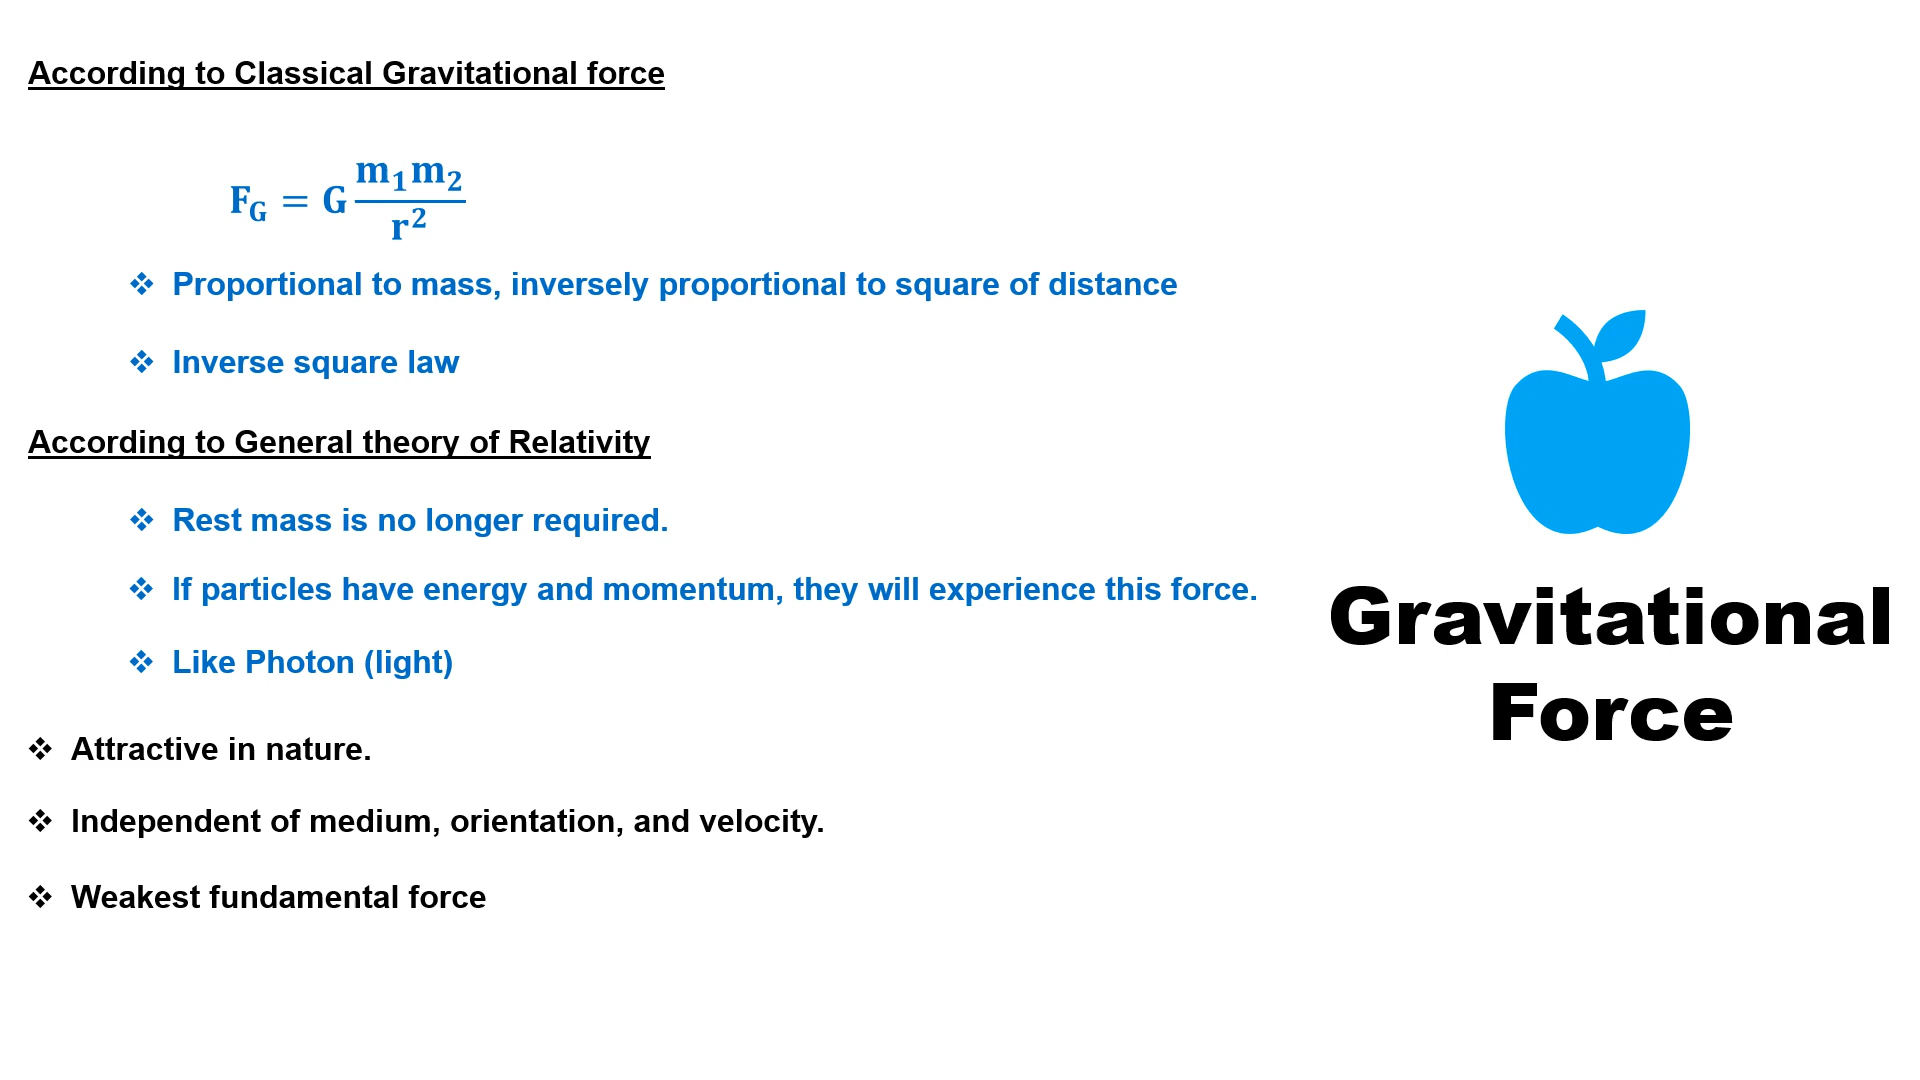 According to Classical Gravitational force
F_G = G m₁m₂ / r²
❖ Proportional to mass, inversely proportional to square of distance
❖ Inverse square law
According to General theory of Relativity
❖ Rest mass is no longer required.
❖ If particles have energy and momentum, they will experience this force.
❖ Like Photon (light)
❖ Attractive in nature.
❖ Independent of medium, orientation, and velocity.
❖ Weakest fundamental force
Gravitational
Force